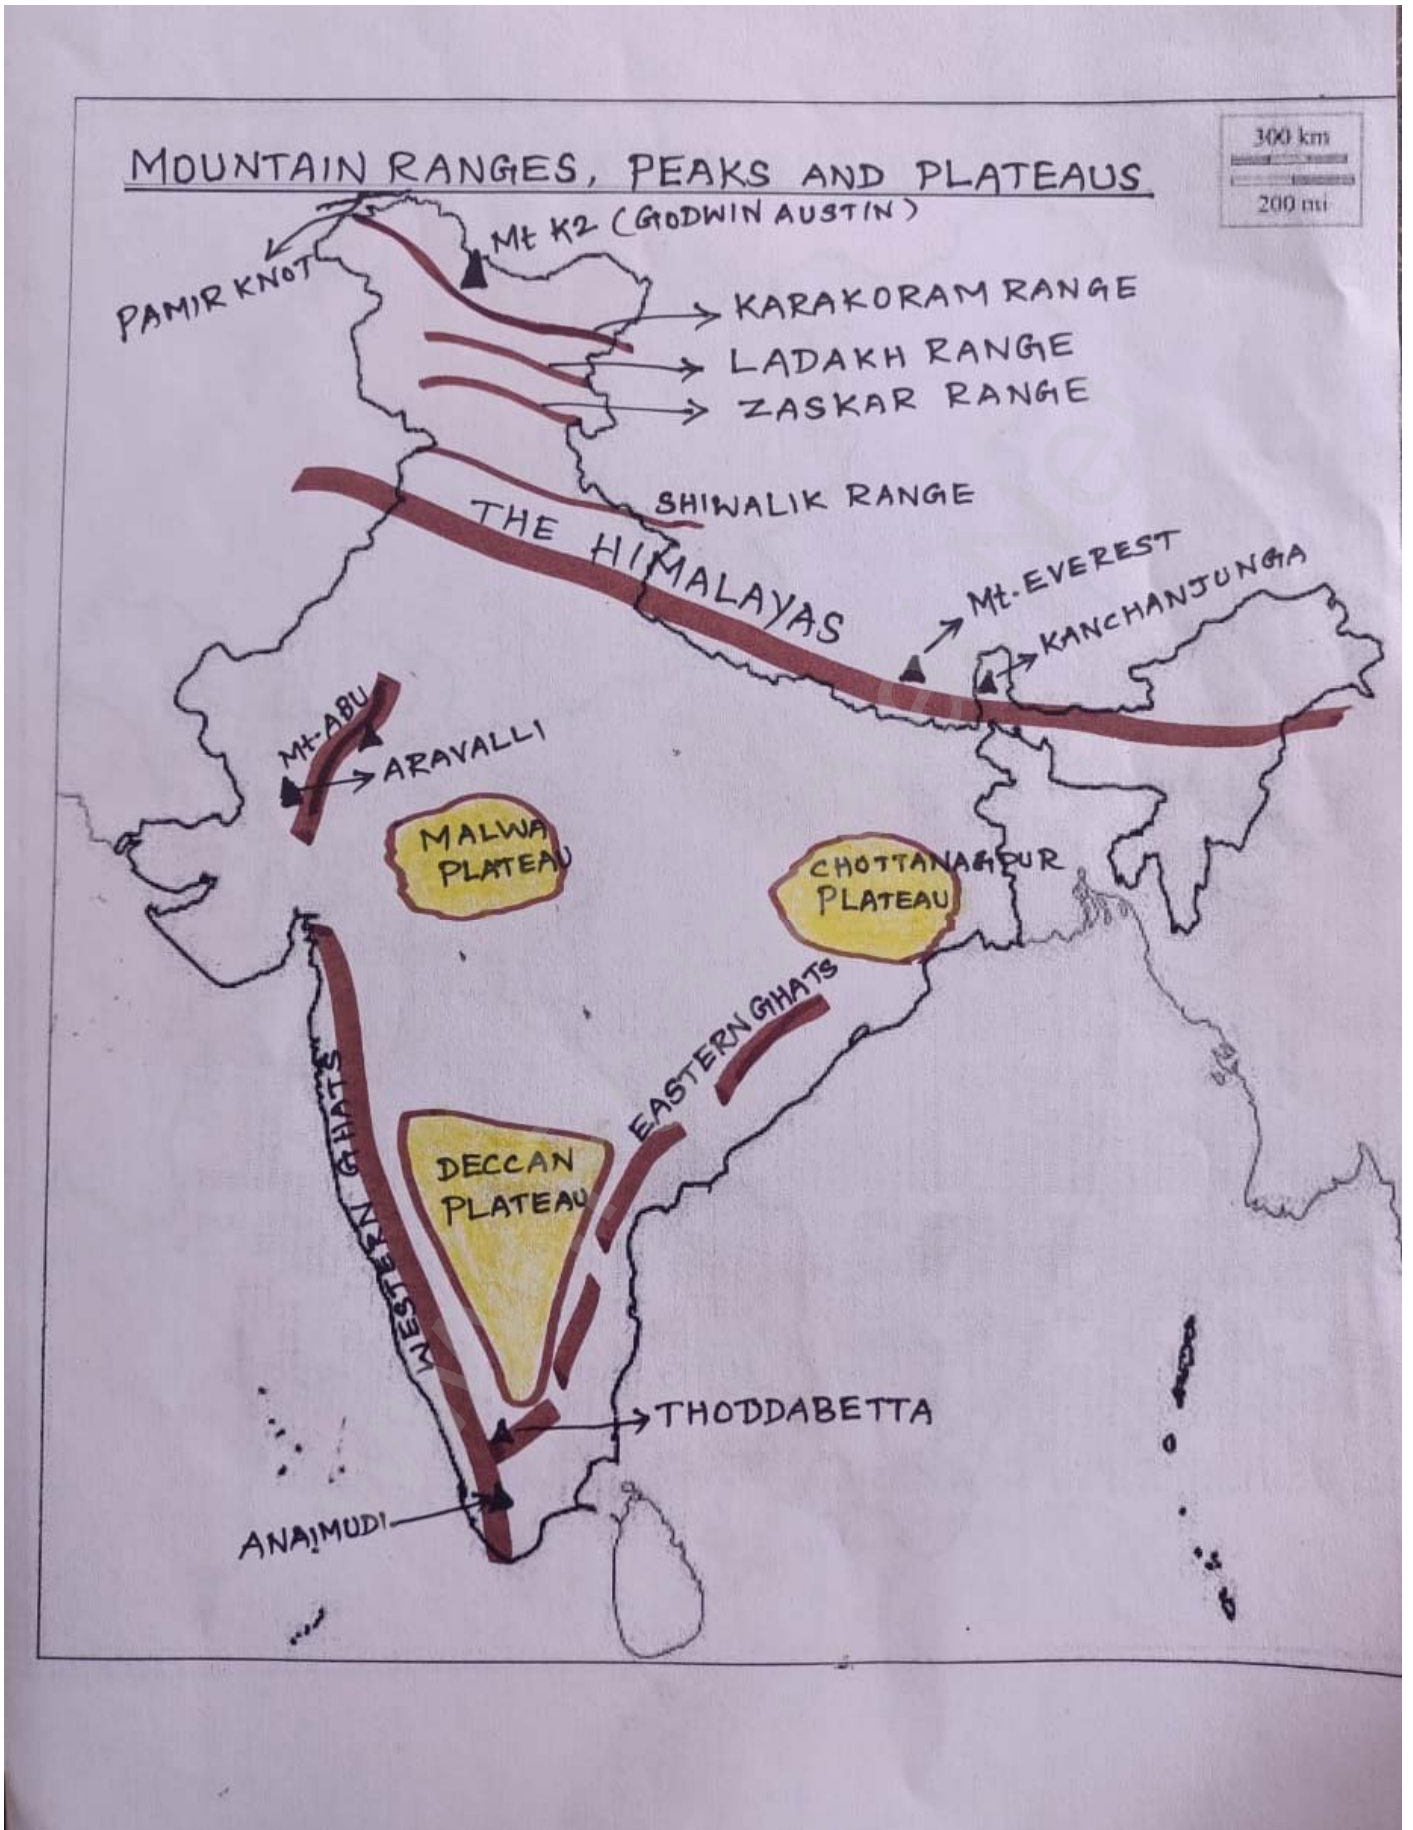 300 km
200 mi
MOUNTAIN RANGES, PEAKS AND PLATEAUS
Mt K2 (GODWIN AUSTIN)
PAMIR KNOT
KARAKORAM RANGE
LADAKH RANGE
ZASKAR RANGE
SHIWALIK RANGE
THE HIMALAYAS
Mt. EVEREST
KANCHANJUNGA
Mt. ABU
ARAVALLI
MALWA
PLATEAU
CHOTTANAGPUR
PLATEAU
EASTERN GHATS
WESTERN GHATS
DECCAN
PLATEAU
THODDABETTA
ANAIMUDI